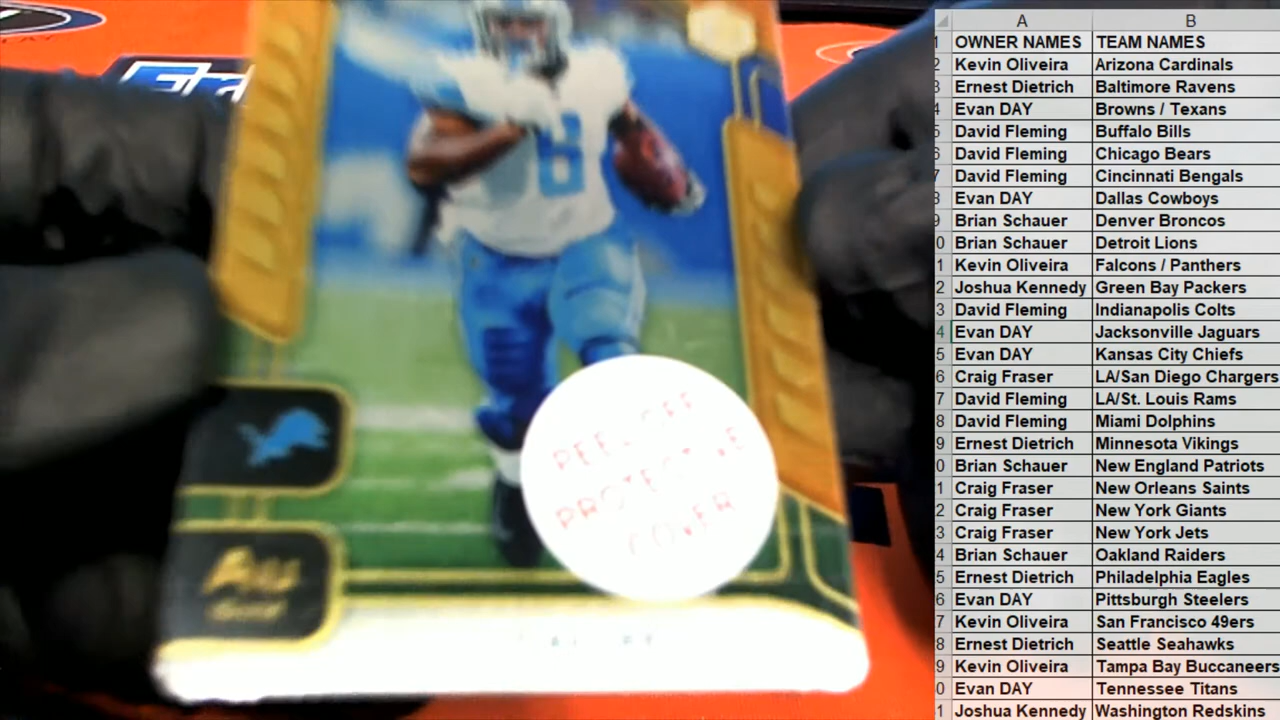 PEEL OFF
PROTECTIVE
COVER
Au
8
A B
1 OWNER NAMES TEAM NAMES
2 Kevin Oliveira Arizona Cardinals
3 Ernest Dietrich Baltimore Ravens
4 Evan DAY Browns / Texans
5 David Fleming Buffalo Bills
6 David Fleming Chicago Bears
7 David Fleming Cincinnati Bengals
8 Evan DAY Dallas Cowboys
9 Brian Schauer Denver Broncos
0 Brian Schauer Detroit Lions
1 Kevin Oliveira Falcons / Panthers
2 Joshua Kennedy Green Bay Packers
3 David Fleming Indianapolis Colts
4 Evan DAY Jacksonville Jaguars
5 Evan DAY Kansas City Chiefs
6 Craig Fraser LA/San Diego Chargers
7 David Fleming LA/St. Louis Rams
8 David Fleming Miami Dolphins
9 Ernest Dietrich Minnesota Vikings
0 Brian Schauer New England Patriots
1 Craig Fraser New Orleans Saints
2 Craig Fraser New York Giants
3 Craig Fraser New York Jets
4 Brian Schauer Oakland Raiders
5 Ernest Dietrich Philadelphia Eagles
6 Evan DAY Pittsburgh Steelers
7 Kevin Oliveira San Francisco 49ers
8 Ernest Dietrich Seattle Seahawks
9 Kevin Oliveira Tampa Bay Buccaneers
0 Evan DAY Tennessee Titans
1 Joshua Kennedy Washington Redskins